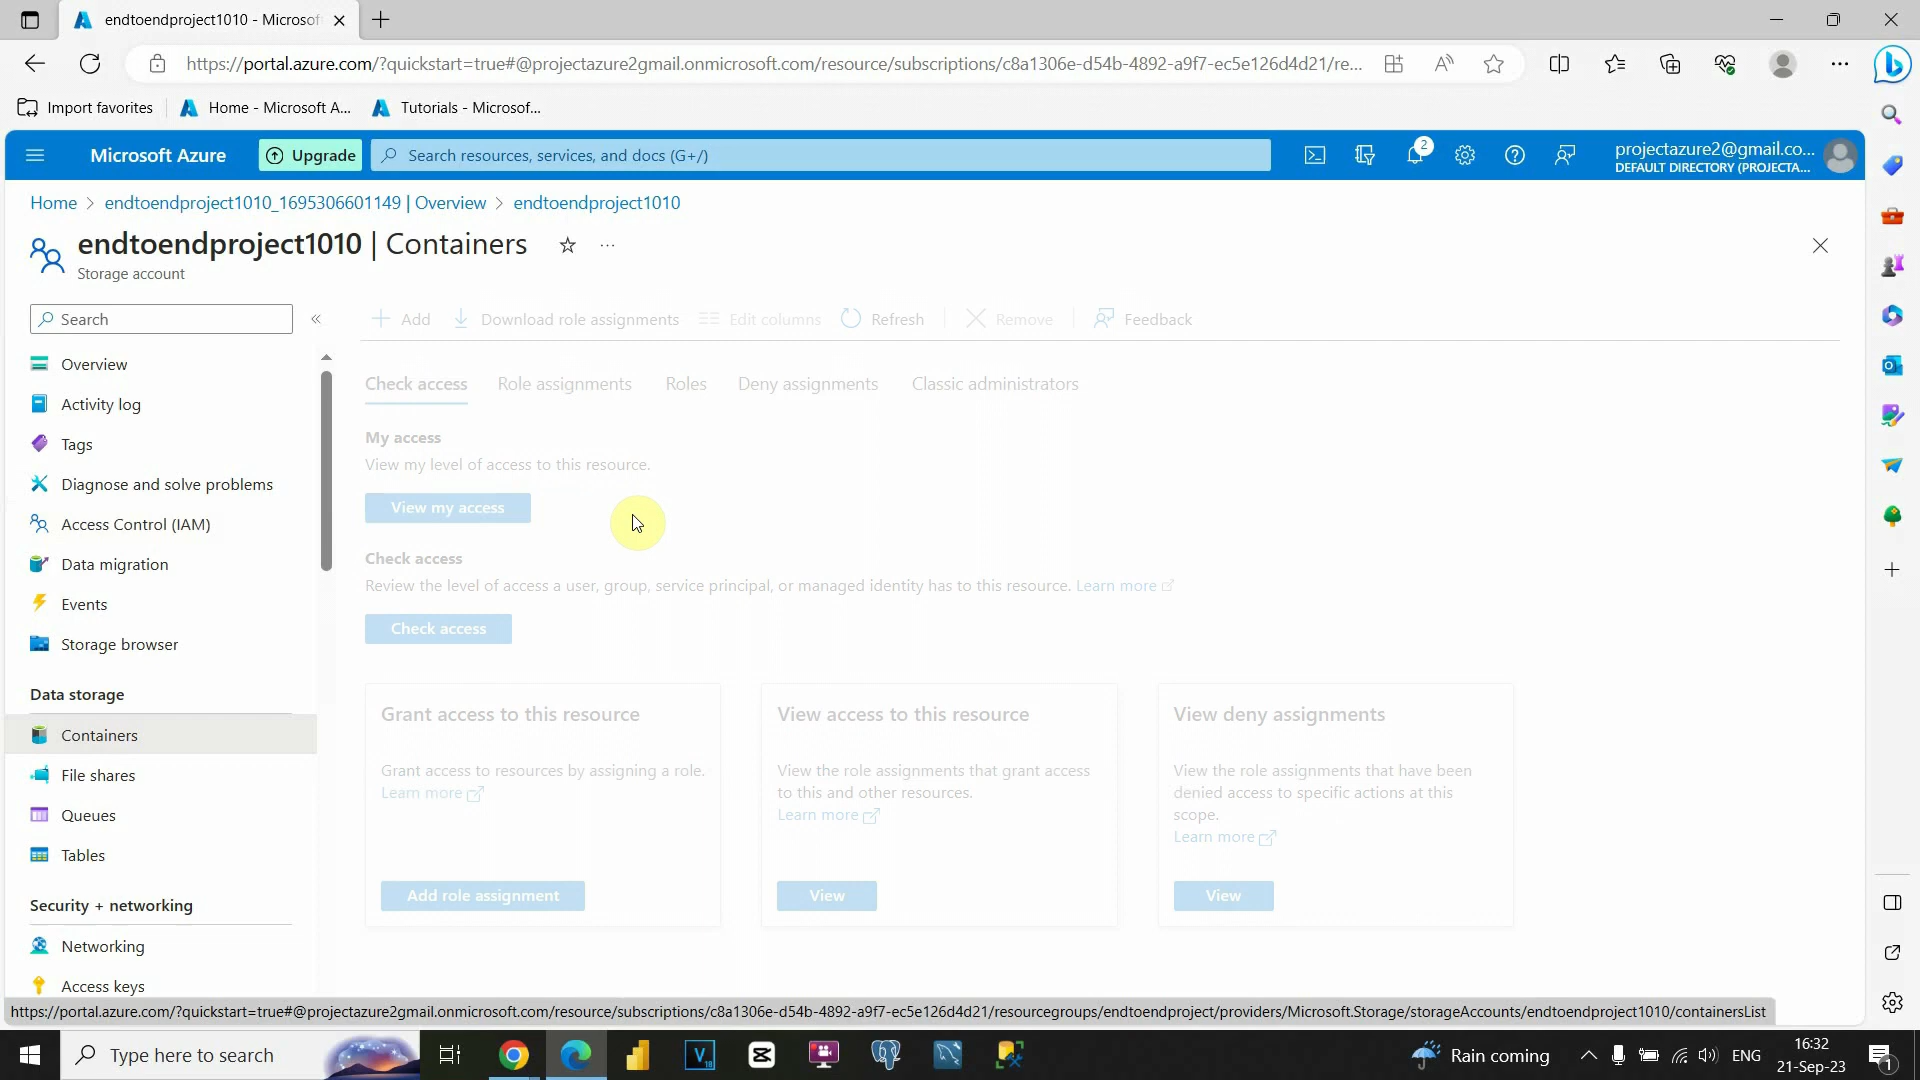 endtoendproject1010 - Microsof
https://portal.azure.com/?quickstart=true#@projectazure2gmail.onmicrosoft.com/resource/subscriptions/c8a1306e-d54b-4892-a9f7-ec5e126d4d21/re...
Import favorites
Home - Microsoft A...
Tutorials - Microsof...
Microsoft Azure
Upgrade
Search resources, services, and docs (G+/)
2
projectazure2@gmail.co...
DEFAULT DIRECTORY (PROJECTA...
Home > endtoendproject1010_1695306601149 | Overview > endtoendproject1010
endtoendproject1010 | Containers
Storage account
Search
Add
Download role assignments
Edit columns
Refresh
Remove
Feedback
Overview
Activity log
Tags
Diagnose and solve problems
Access Control (IAM)
Data migration
Events
Storage browser
Data storage
Containers
File shares
Queues
Tables
Security + networking
Networking
Access keys
Check access
Role assignments
Roles
Deny assignments
Classic administrators
My access
View my level of access to this resource.
View my access
Check access
Review the level of access a user, group, service principal, or managed identity has to this resource. Learn more
Check access
Grant access to this resource
Grant access to resources by assigning a role.
Learn more
Add role assignment
View access to this resource
View the role assignments that grant access
to this and other resources.
Learn more
View
View deny assignments
View the role assignments that have been
denied access to specific actions at this
scope.
Learn more
View
https://portal.azure.com/?quickstart=true#@projectazure2gmail.onmicrosoft.com/resource/subscriptions/c8a1306e-d54b-4892-a9f7-ec5e126d4d21/resourcegroups/endtoendproject/providers/Microsoft.Storage/storageAccounts/endtoendproject1010/containersList
Type here to search
Rain coming
ENG
16:32
21-Sep-23
1